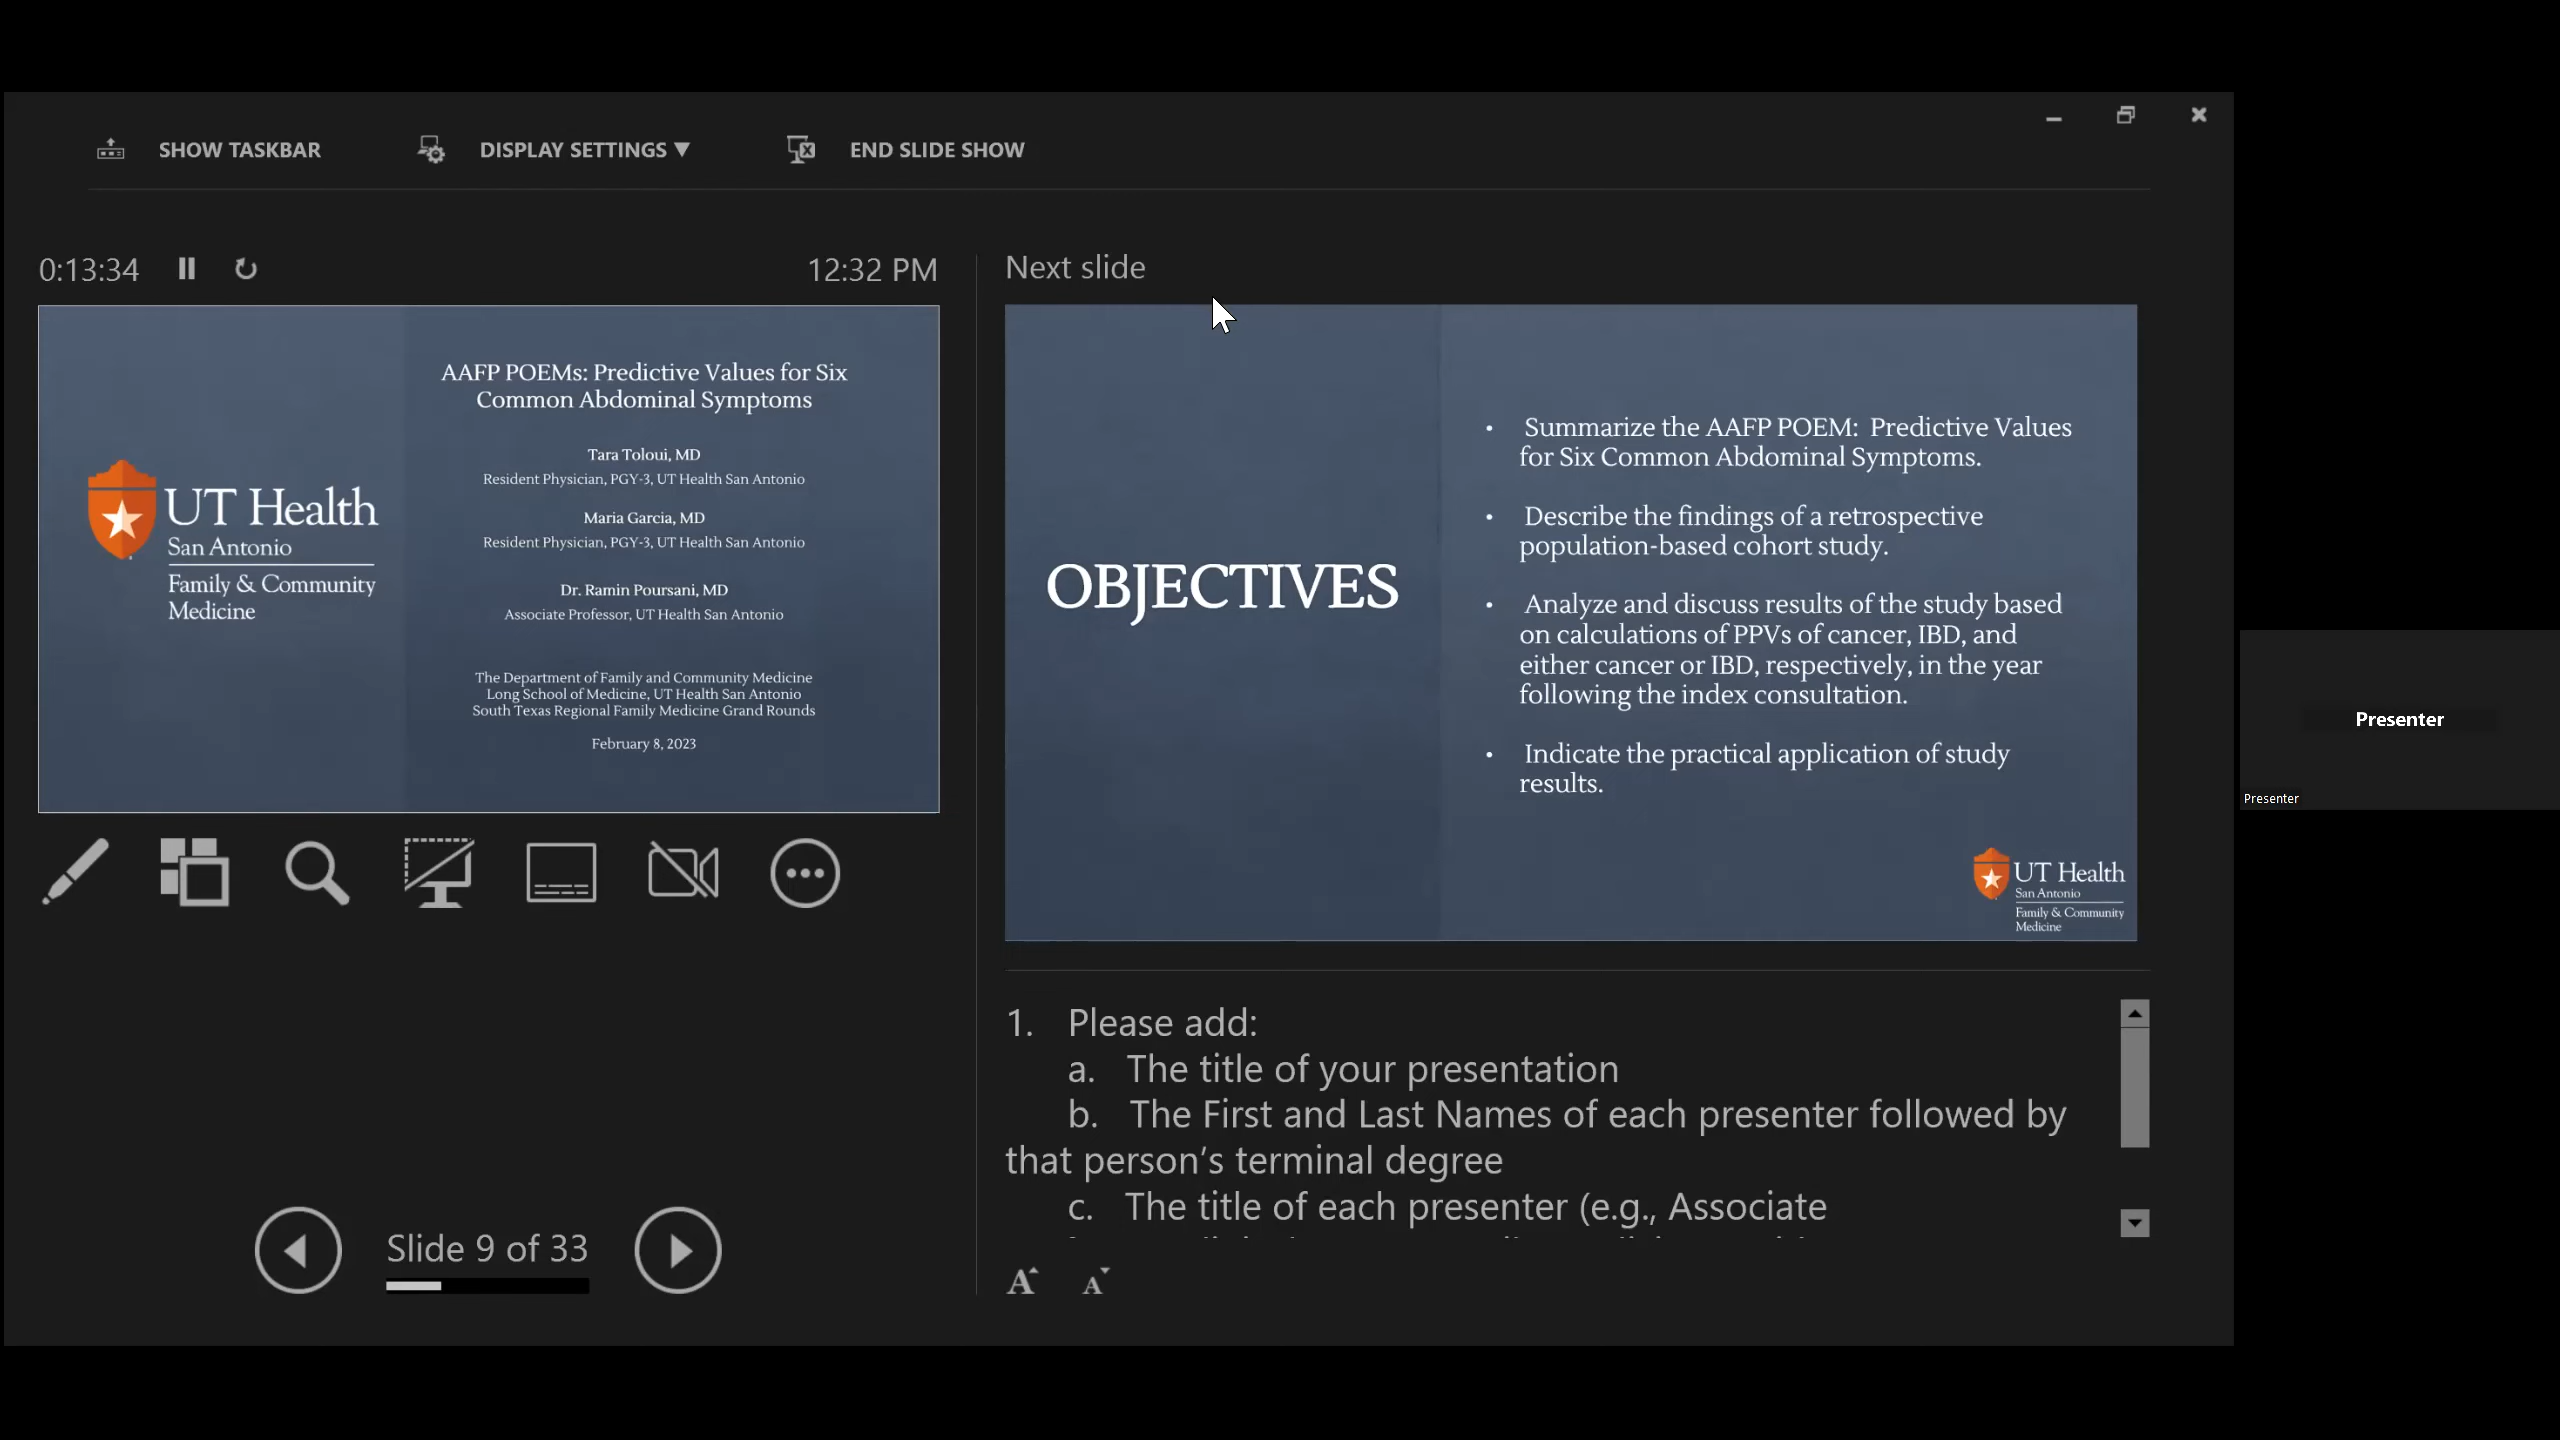 SHOW TASKBAR
DISPLAY SETTINGS ▼
END SLIDE SHOW
0:13:34
12:32 PM
AAFP POEMs: Predictive Values for Six
Common Abdominal Symptoms
Tara Toloui, MD
Resident Physician, PGY-3, UT Health San Antonio
Maria Garcia, MD
Resident Physician, PGY-3, UT Health San Antonio
Dr. Ramin Poursani, MD
Associate Professor, UT Health San Antonio
The Department of Family and Community Medicine
Long School of Medicine, UT Health San Antonio
South Texas Regional Family Medicine Grand Rounds
February 8, 2023
UT Health
San Antonio
Family & Community
Medicine
Slide 9 of 33
Next slide
OBJECTIVES
• Summarize the AAFP POEM: Predictive Values
for Six Common Abdominal Symptoms.
• Describe the findings of a retrospective
population-based cohort study.
• Analyze and discuss results of the study based
on calculations of PPVs of cancer, IBD, and
either cancer or IBD, respectively, in the year
following the index consultation.
• Indicate the practical application of study
results.
UT Health
San Antonio
Family & Community
Medicine
1. Please add:
a. The title of your presentation
b. The First and Last Names of each presenter followed by
that person’s terminal degree
c. The title of each presenter (e.g., Associate
A A
Presenter
Presenter